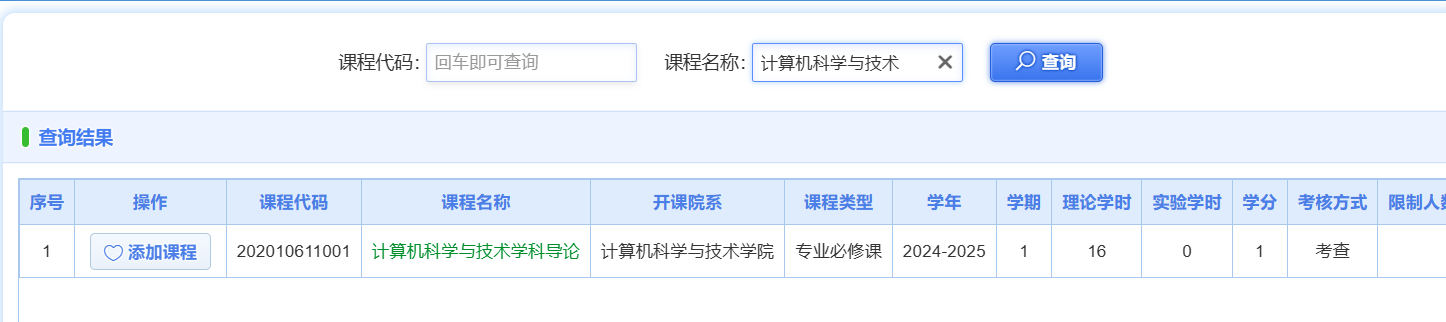 课程代码: 回车即可查询 课程名称: 计算机科学与技术 查询
查询结果
序号 操作 课程代码 课程名称 开课院系 课程类型 学年 学期 理论学时 实验学时 学分 考核方式 限制人数
1 添加课程 202010611001 计算机科学与技术学科导论 计算机科学与技术学院 专业必修课 2024-2025 1 16 0 1 考查